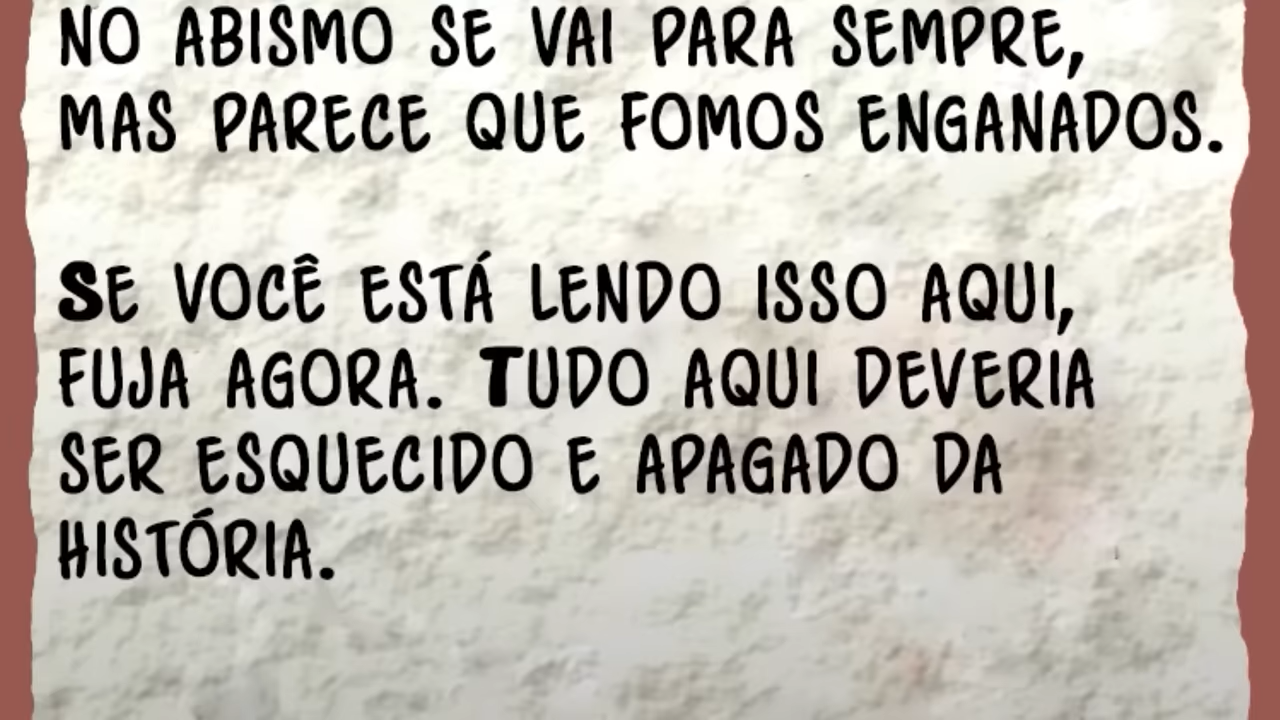 NO ABISMO SE VAI PARA SEMPRE,
MAS PARECE QUE FOMOS ENGANADOS.
SE VOCÊ ESTÁ LENDO ISSO AQUI,
FUJA AGORA. TUDO AQUI DEVERIA
SER ESQUECIDO E APAGADO DA
HISTÓRIA.